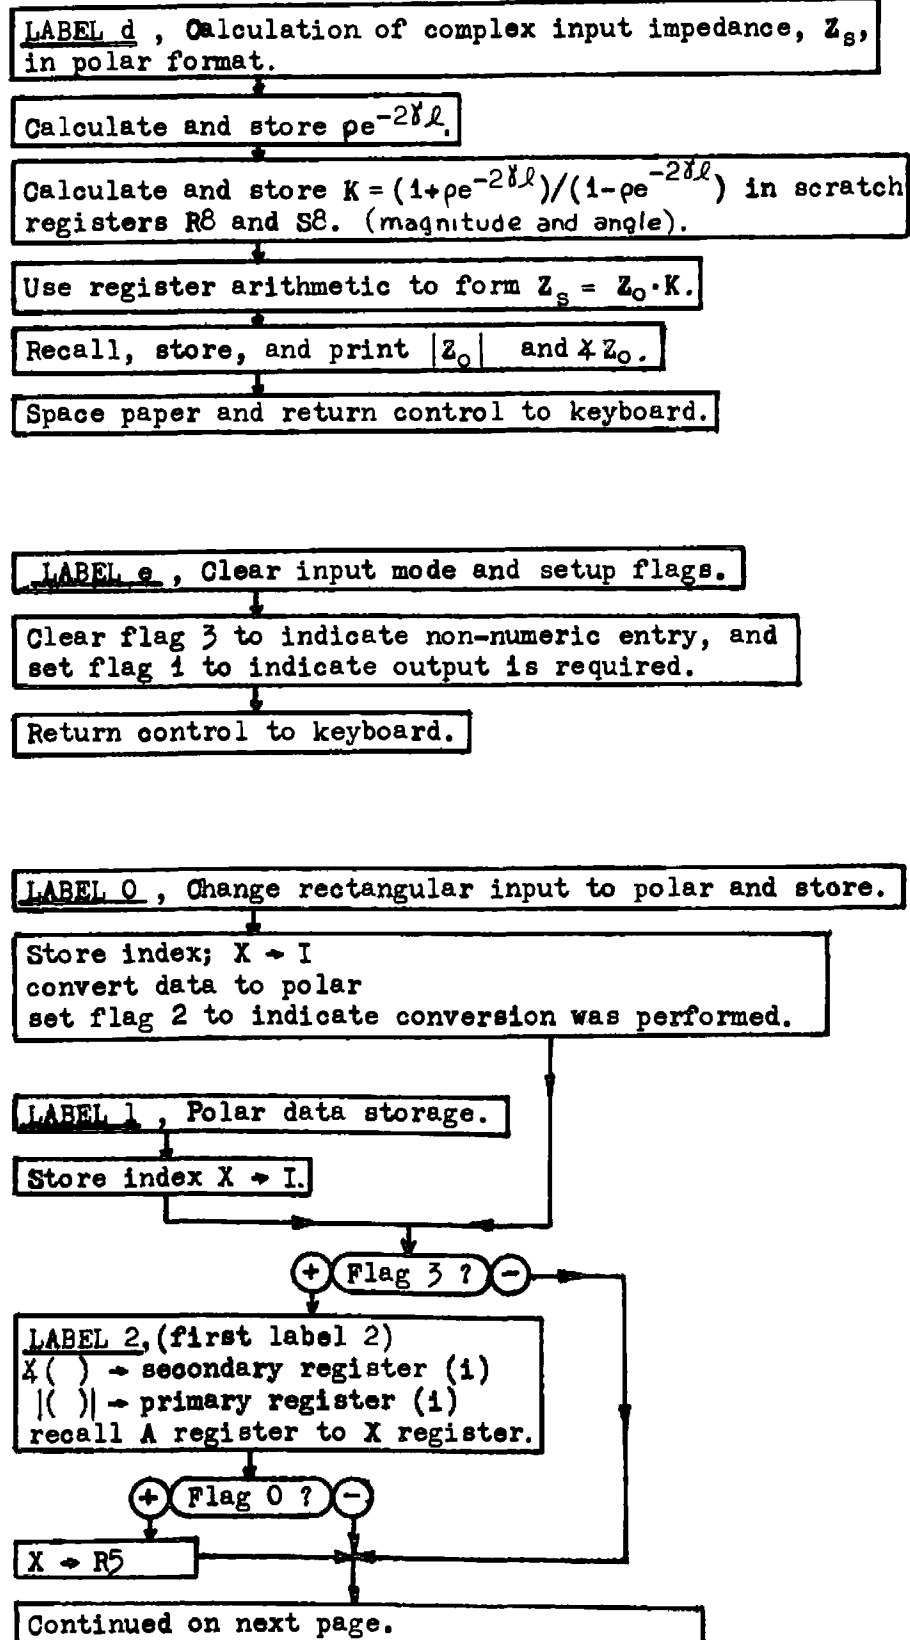 LABEL d , Calculation of complex input impedance, Zₛ,
in polar format.
Calculate and store ρe^-2γℓ.
Calculate and store K = (1+ρe^-2γℓ)/(1-ρe^-2γℓ) in scratch
registers R8 and S8. (magnitude and angle).
Use register arithmetic to form Zₛ = Z₀·K.
Recall, store, and print |Z₀| and ∡Z₀.
Space paper and return control to keyboard.
LABEL e , Clear input mode and setup flags.
Clear flag 3 to indicate non-numeric entry, and
set flag 1 to indicate output is required.
Return control to keyboard.
LABEL 0 , Change rectangular input to polar and store.
Store index; X → I
convert data to polar
set flag 2 to indicate conversion was performed.
LABEL 1 , Polar data storage.
Store index X → I.
+ Flag 3 ? -
LABEL 2, (first label 2)
∡( ) → secondary register (i)
|( )| → primary register (i)
recall A register to X register.
+ Flag 0 ? -
X → R5
Continued on next page.